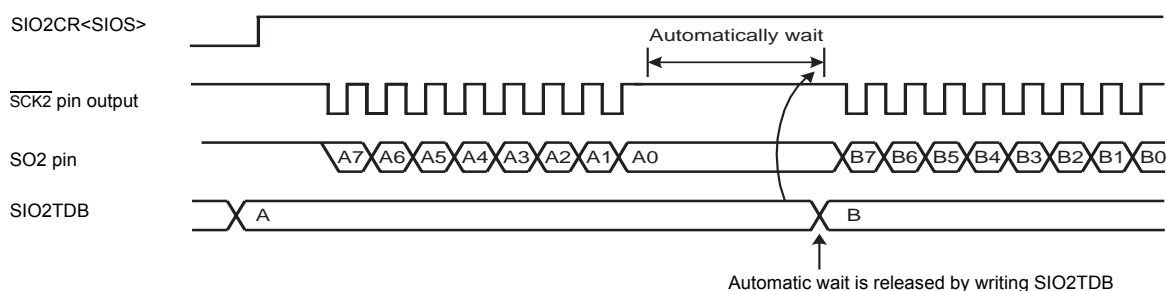 SIO2CR<SIOS>
Automatically wait
SCK2 pin output
SO2 pin
A7 A6 A5 A4 A3 A2 A1 A0 B7 B6 B5 B4 B3 B2 B1 B0
SIO2TDB
A B
Automatic wait is released by writing SIO2TDB